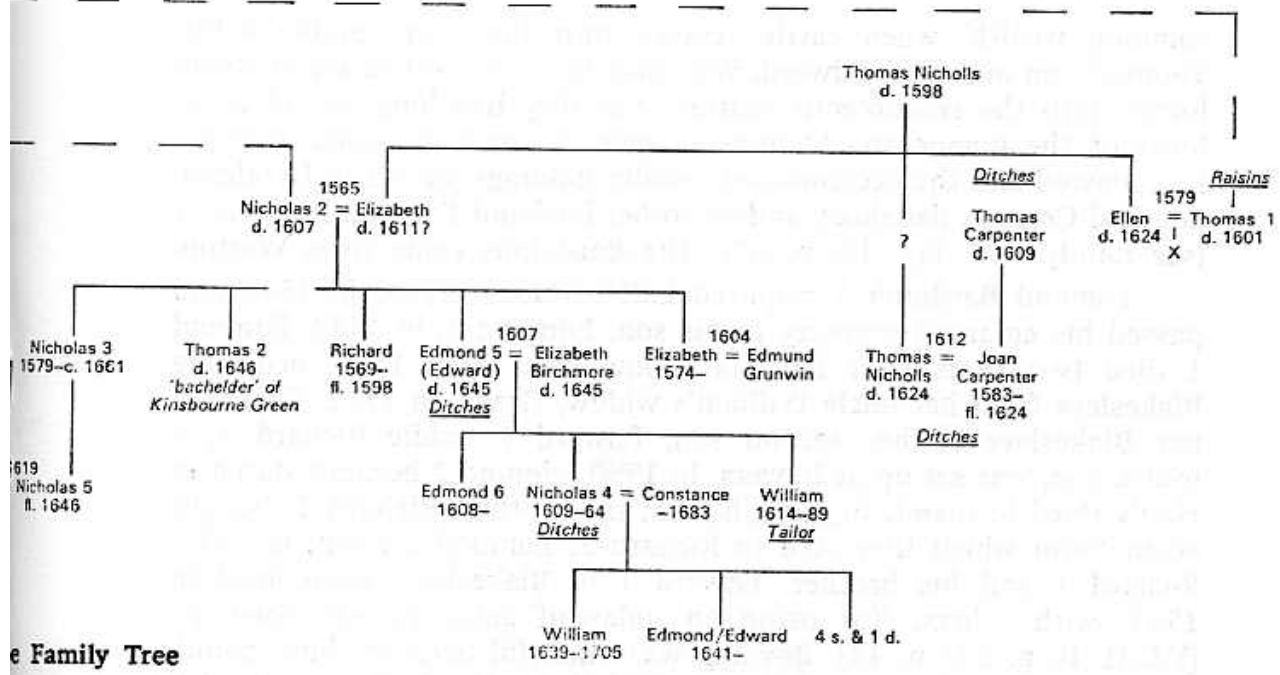 Thomas Nicholls
d. 1598
Ditches
Raisins
1565
1579
Nicholas 2 = Elizabeth
d. 1607 d. 1611?
?
Thomas
Carpenter
d. 1609
Ellen = Thomas 1
d. 1624 d. 1601
X
Nicholas 3
1579–c. 1661
Thomas 2
d. 1646
'bachelder' of
Kinsbourne Green
Richard
1569–
fl. 1598
1607
Edmond 5 = Elizabeth
(Edward) Birchmore
d. 1645 d. 1645
Ditches
1604
Elizabeth = Edmund
1574– Grunwin
1612
Thomas = Joan
Nicholls Carpenter
d. 1624 1583–
fl. 1624
Ditches
1619
Nicholas 5
fl. 1646
Edmond 6
1608–
Nicholas 4 = Constance
1609–64 –1683
Ditches
William
1614–89
Tailor
William
1639–1705
Edmond/Edward
1641–
4 s. & 1 d.
Family Tree